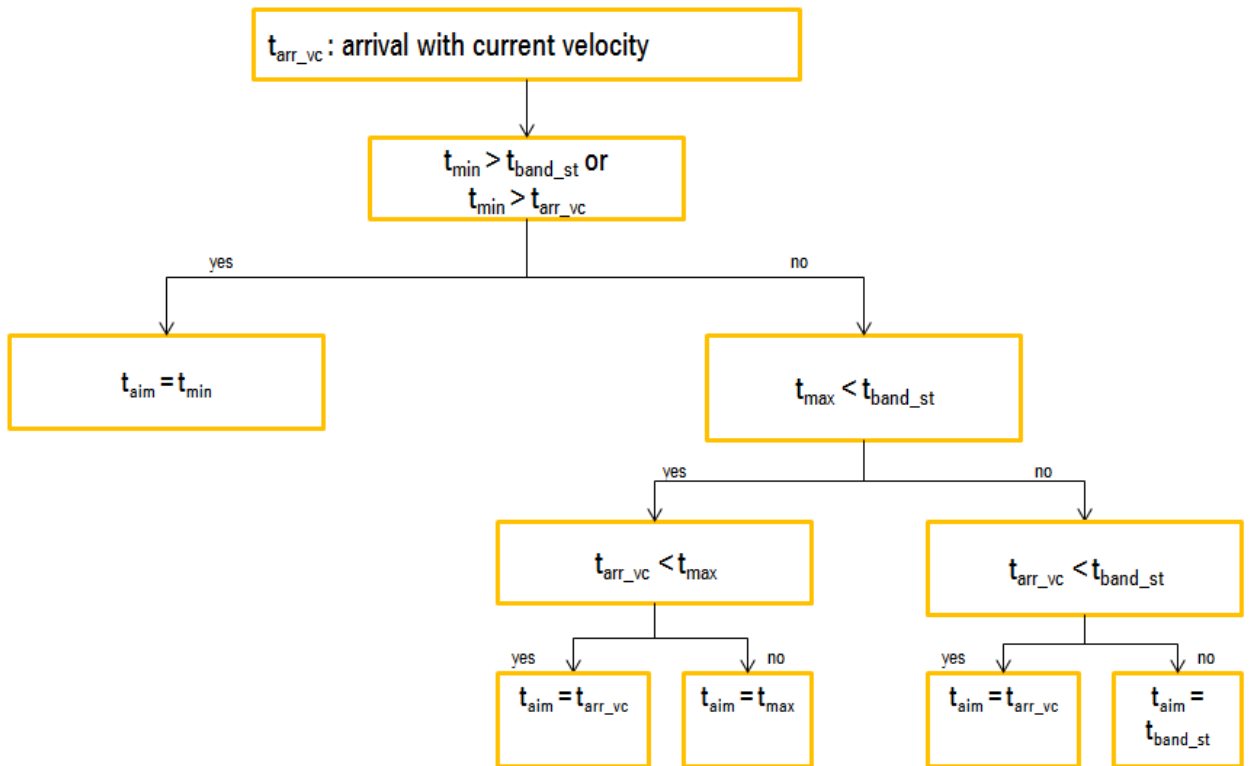 t_arr_vc : arrival with current velocity
t_min > t_band_st or
t_min > t_arr_vc
yes
no
t_aim = t_min
t_max < t_band_st
yes
no
t_arr_vc < t_max
t_arr_vc < t_band_st
yes
no
yes
no
t_aim = t_arr_vc
t_aim = t_max
t_aim = t_arr_vc
t_aim =
t_band_st